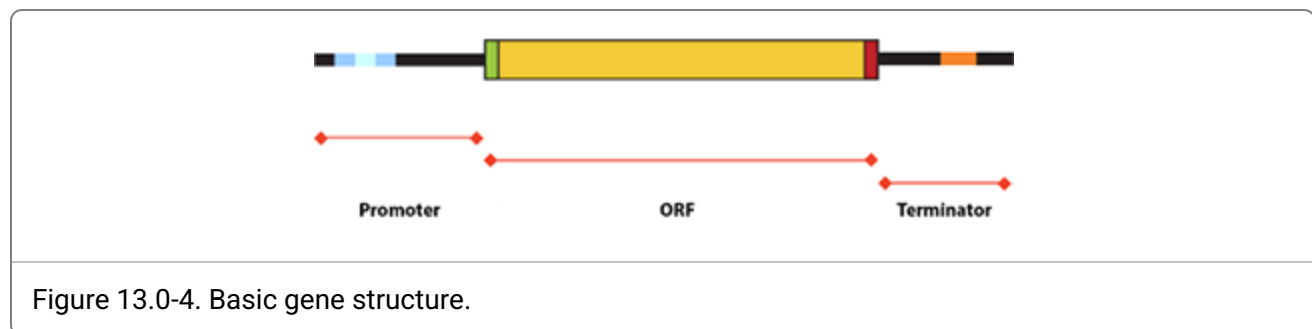 Promoter ORF Terminator
Figure 13.0-4. Basic gene structure.